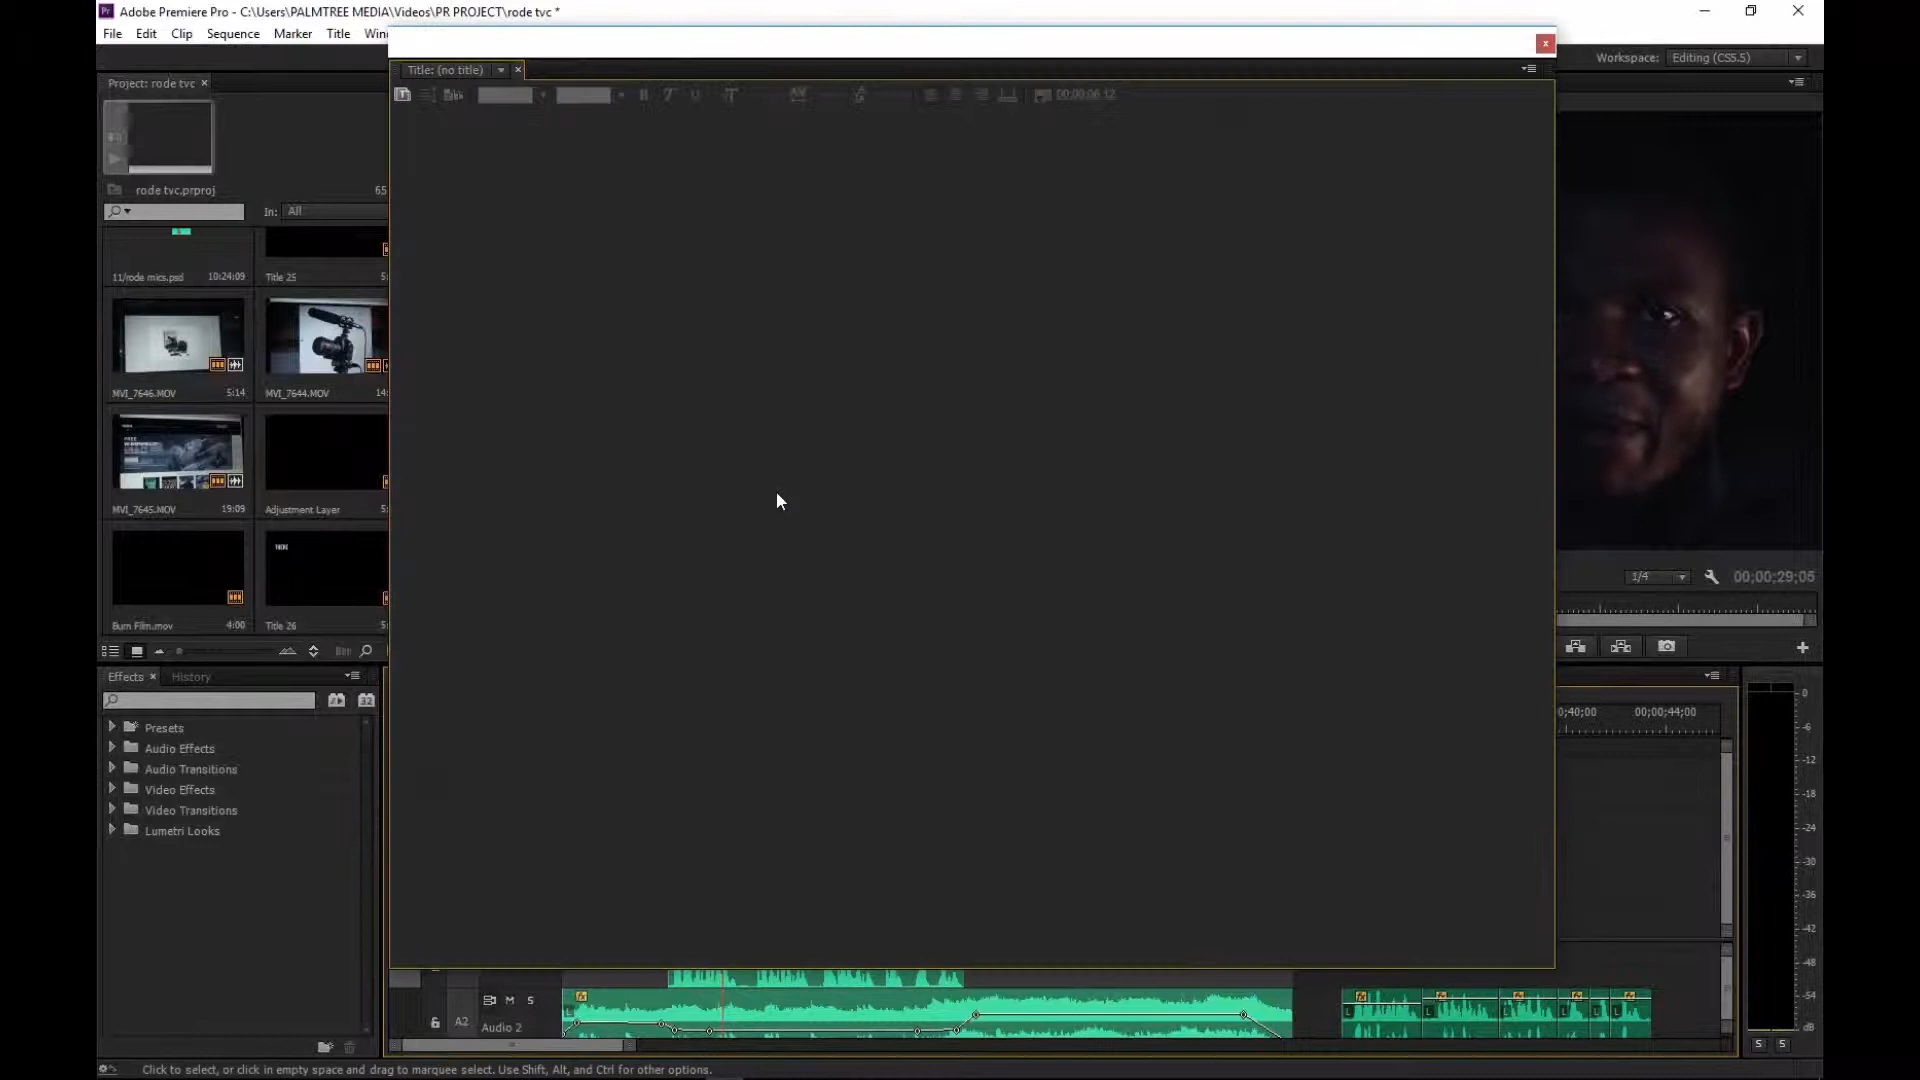 Adobe Premiere Pro - C:\Users\PALMTREE MEDIA\Videos\PR PROJECT\rode tvc *
File Edit Clip Sequence Marker Title Win
Workspace: Editing (CS5.5)
Project: rode tvc
Title: (no title)
00:00:06:12
rode tvc.prproj
65
In: All
11/rode mics.psd 10:24:09
Title 25 5:
MVI_7646.MOV 5:14
MVI_7644.MOV 14:
MVI_7645.MOV 19:09
Adjustment Layer 5:
Burn Film.mov 4:00
Title 26 5:
1/4
00;00;29;05
Effects
History
Presets
Audio Effects
Audio Transitions
Video Effects
Video Transitions
Lumetri Looks
0;40;00
00;00;44;00
0
-6
-12
-18
-24
-30
-36
-42
-48
-54
dB
S S
M S
A2
Audio 2
Click to select, or click in empty space and drag to marquee select. Use Shift, Alt, and Ctrl for other options.